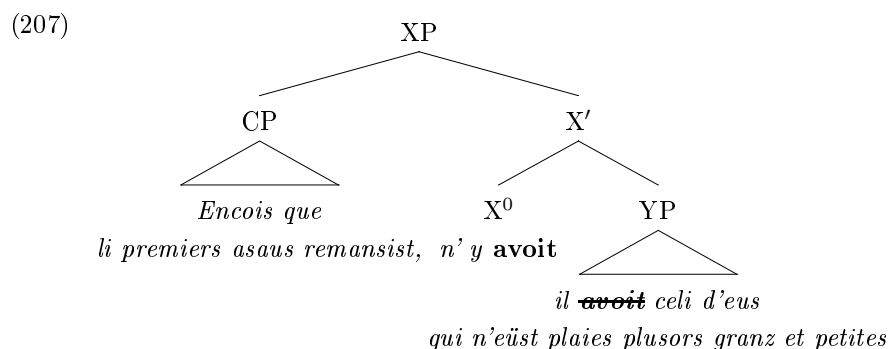 (207)
XP
CP X′
Encois que X⁰ YP
li premiers asaus remansist, n' y avoit
il avoit celi d'eus
qui n'eüst plaies plusors granz et petites